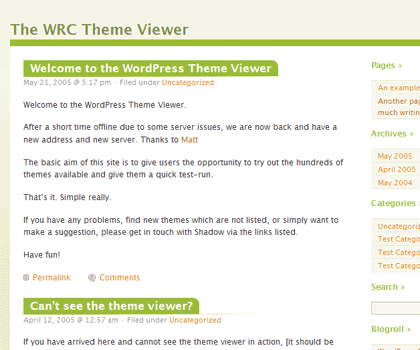 The WRC Theme Viewer
Welcome to the WordPress Theme Viewer
May 21, 2005 @ 5:17 pm · Filed under Uncategorized
Welcome to the WordPress Theme Viewer.
After a short time offline due to some server issues, we are now back and have a
new address and new server. Thanks to Matt
The basic aim of this site is to give users the opportunity to try out the hundreds of
themes available and give them a quick test-run.
That's it. Simple really.
If you have any problems, find new themes which are not listed, or simply want to
make a suggestion, please get in touch with Shadow via the links listed.
Have fun!
Permalink Comments
Can't see the theme viewer?
April 12, 2005 @ 12:57 am · Filed under Uncategorized
If you have arrived here and cannot see the theme viewer in action, [it should be
Pages »
An example
Another pag
much writin
Archives »
May 2005
April 2005
May 2004
Categories »
Uncategoriz
Test Catego
Test Catego
Test Catego
Search »
Blogroll »